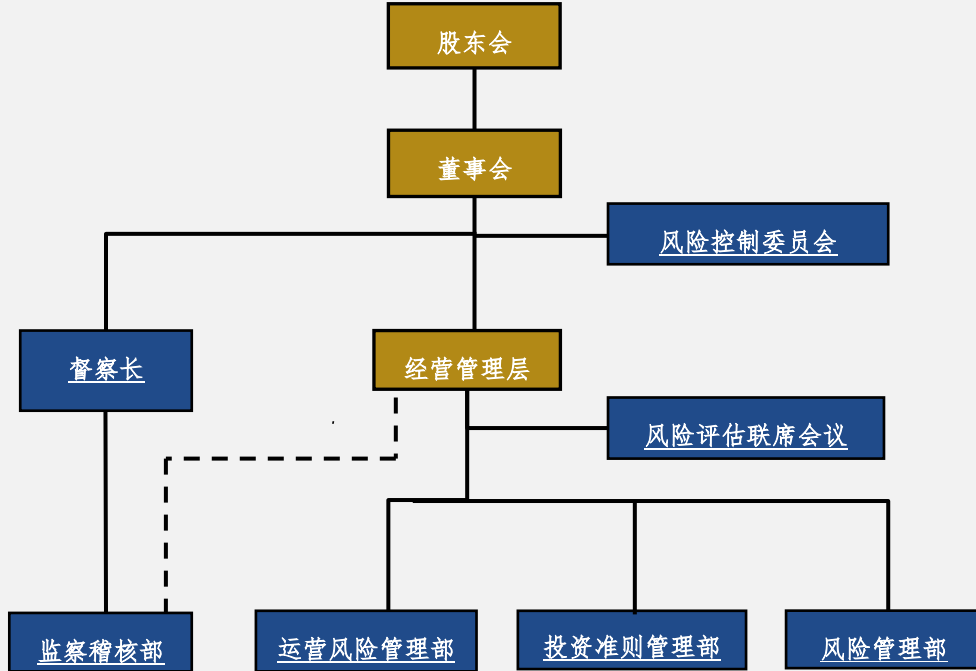 股东会
董事会
风险控制委员会
督察长
经营管理层
风险评估联席会议
监察稽核部
运营风险管理部
投资准则管理部
风险管理部